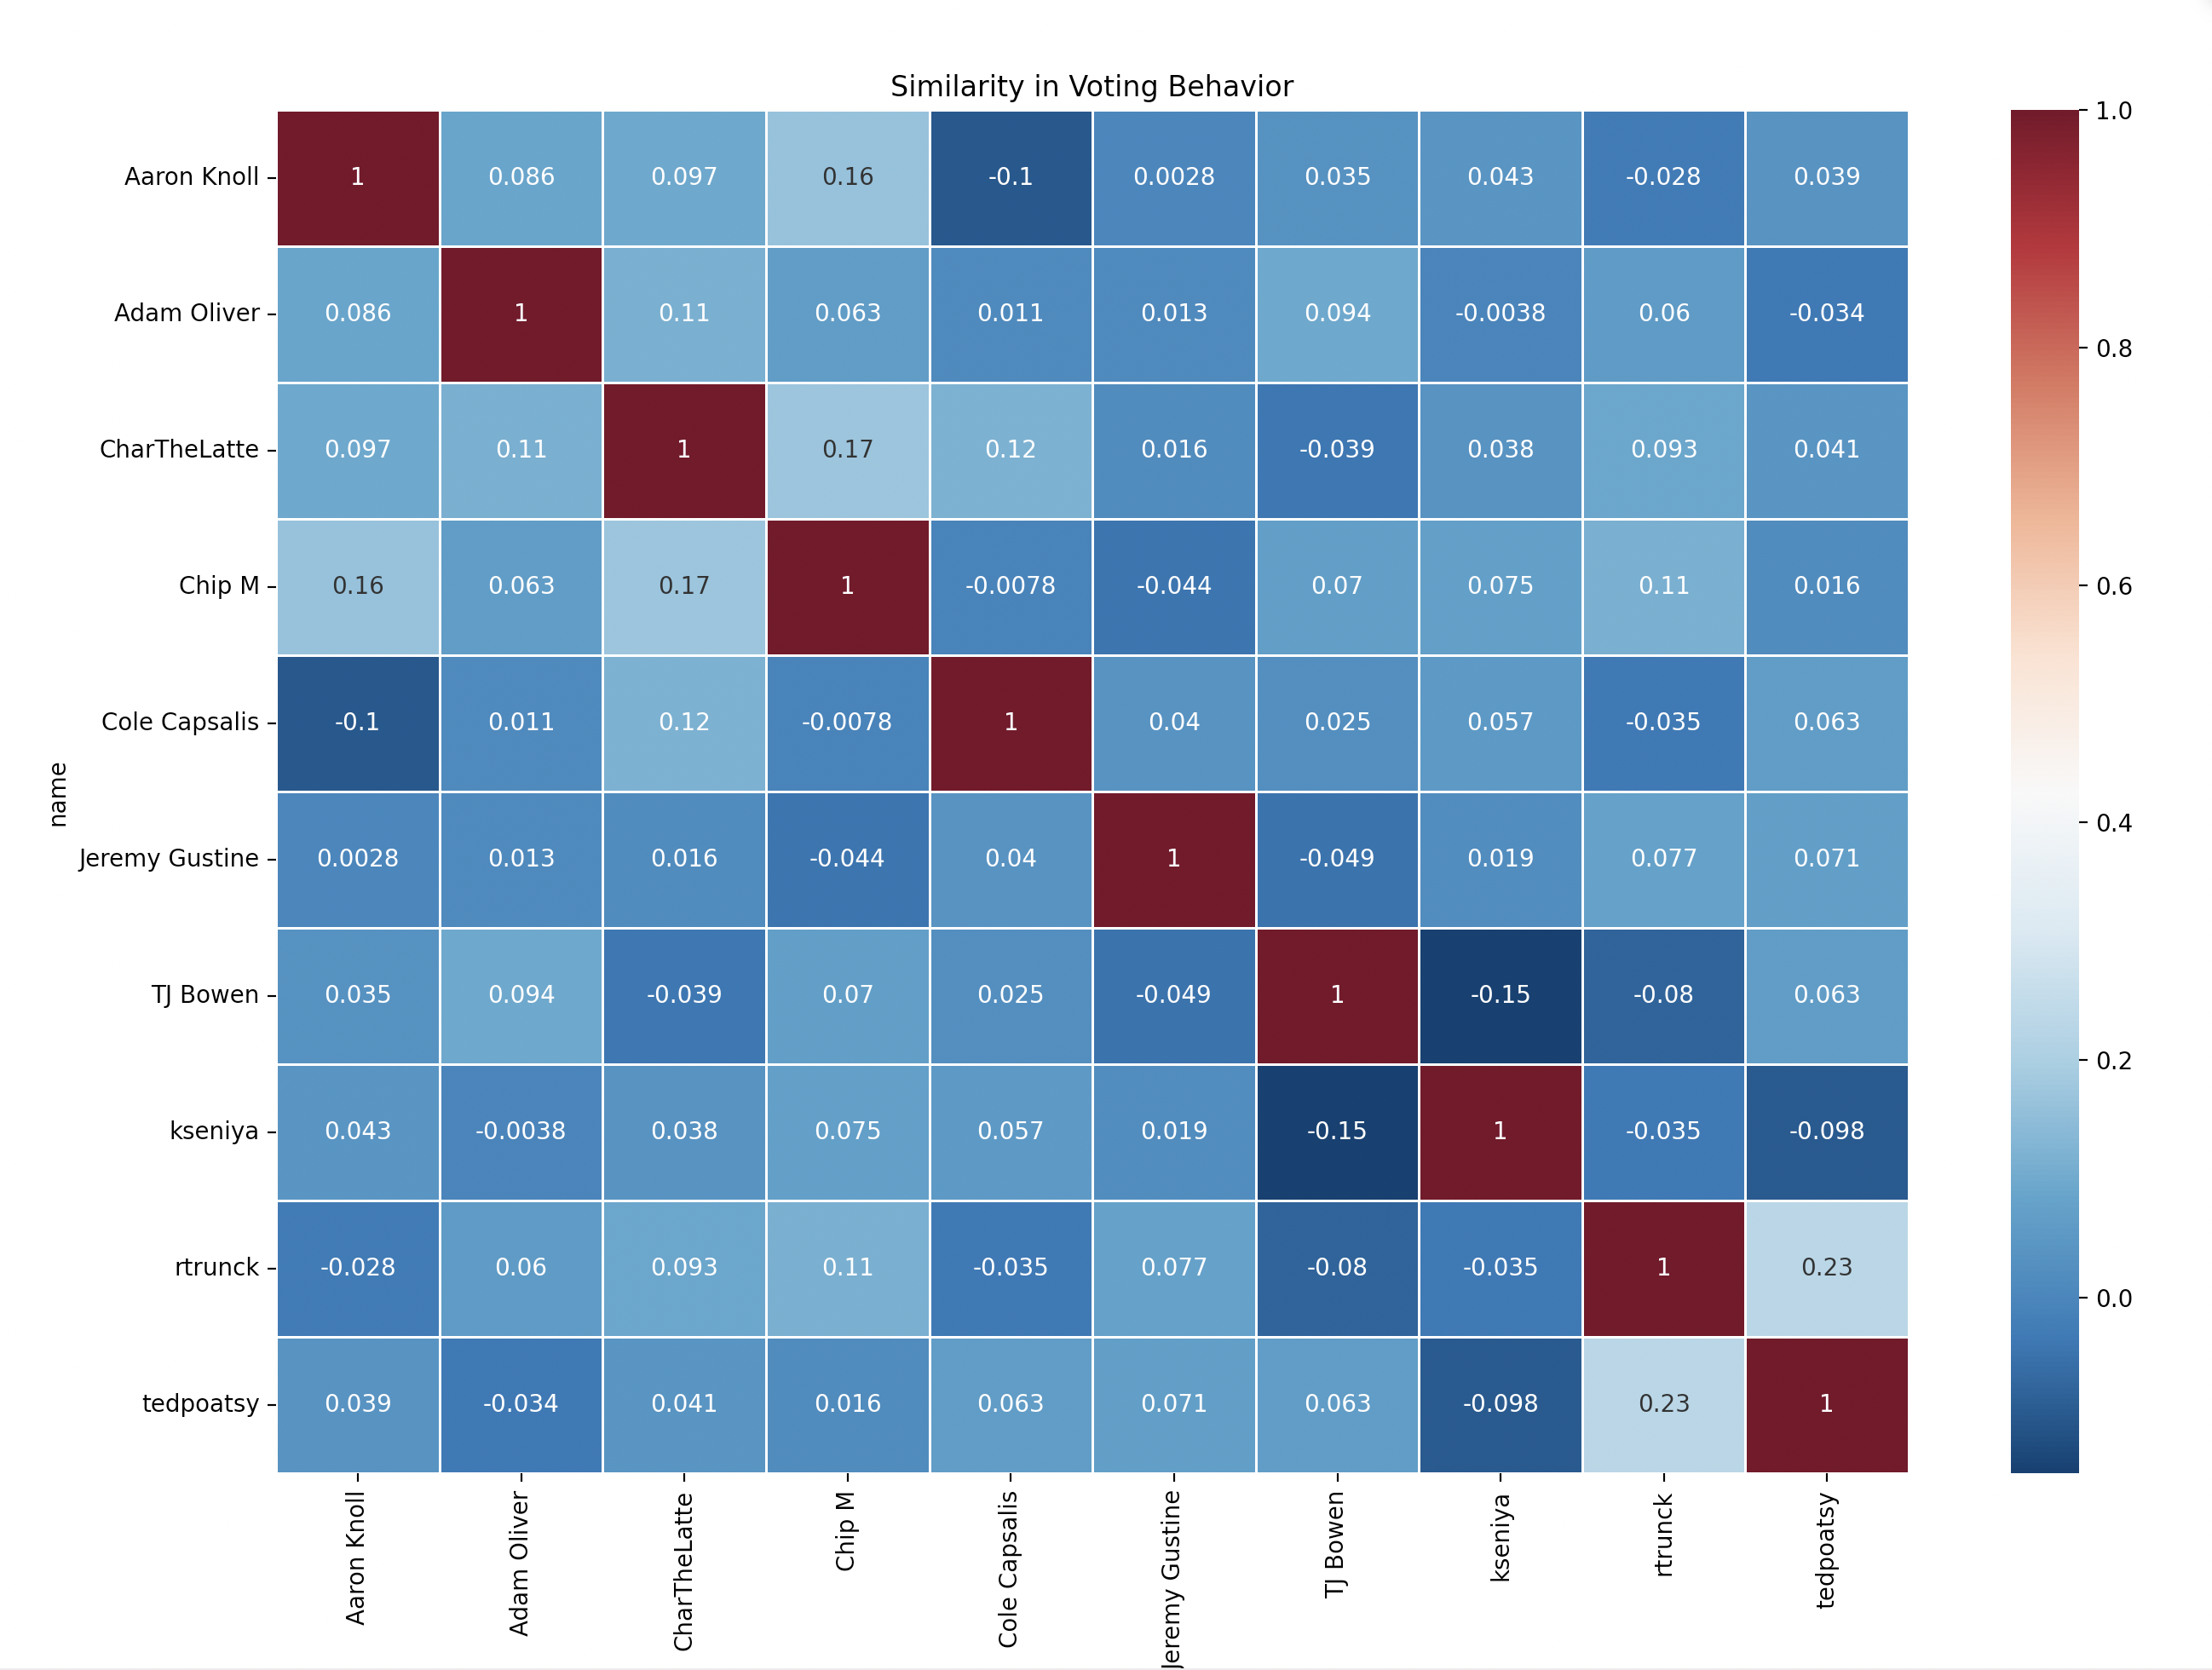 Similarity in Voting Behavior
Aaron Knoll 1 0.086 0.097 0.16 -0.1 0.0028 0.035 0.043 -0.028 0.039
Adam Oliver 0.086 1 0.11 0.063 0.011 0.013 0.094 -0.0038 0.06 -0.034
CharTheLatte 0.097 0.11 1 0.17 0.12 0.016 -0.039 0.038 0.093 0.041
Chip M 0.16 0.063 0.17 1 -0.0078 -0.044 0.07 0.075 0.11 0.016
Cole Capsalis -0.1 0.011 0.12 -0.0078 1 0.04 0.025 0.057 -0.035 0.063
name
Jeremy Gustine 0.0028 0.013 0.016 -0.044 0.04 1 -0.049 0.019 0.077 0.071
TJ Bowen 0.035 0.094 -0.039 0.07 0.025 -0.049 1 -0.15 -0.08 0.063
kseniya 0.043 -0.0038 0.038 0.075 0.057 0.019 -0.15 1 -0.035 -0.098
rtrunck -0.028 0.06 0.093 0.11 -0.035 0.077 -0.08 -0.035 1 0.23
tedpoatsy 0.039 -0.034 0.041 0.016 0.063 0.071 0.063 -0.098 0.23 1
Aaron Knoll
Adam Oliver
CharTheLatte
Chip M
Cole Capsalis
Jeremy Gustine
TJ Bowen
kseniya
rtrunck
tedpoatsy
1.0
0.8
0.6
0.4
0.2
0.0